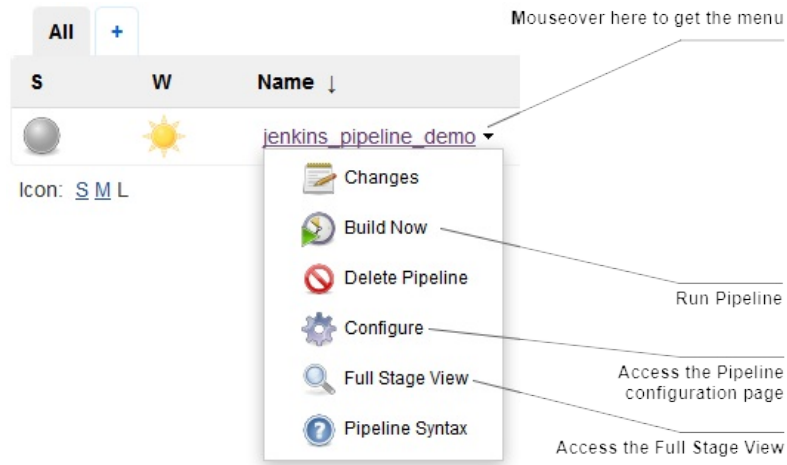 Mouseover here to get the menu
All +
S W Name ↓
jenkins_pipeline_demo
Icon: S M L
Changes
Build Now
Delete Pipeline
Run Pipeline
Configure
Access the Pipeline
configuration page
Full Stage View
Pipeline Syntax
Access the Full Stage View